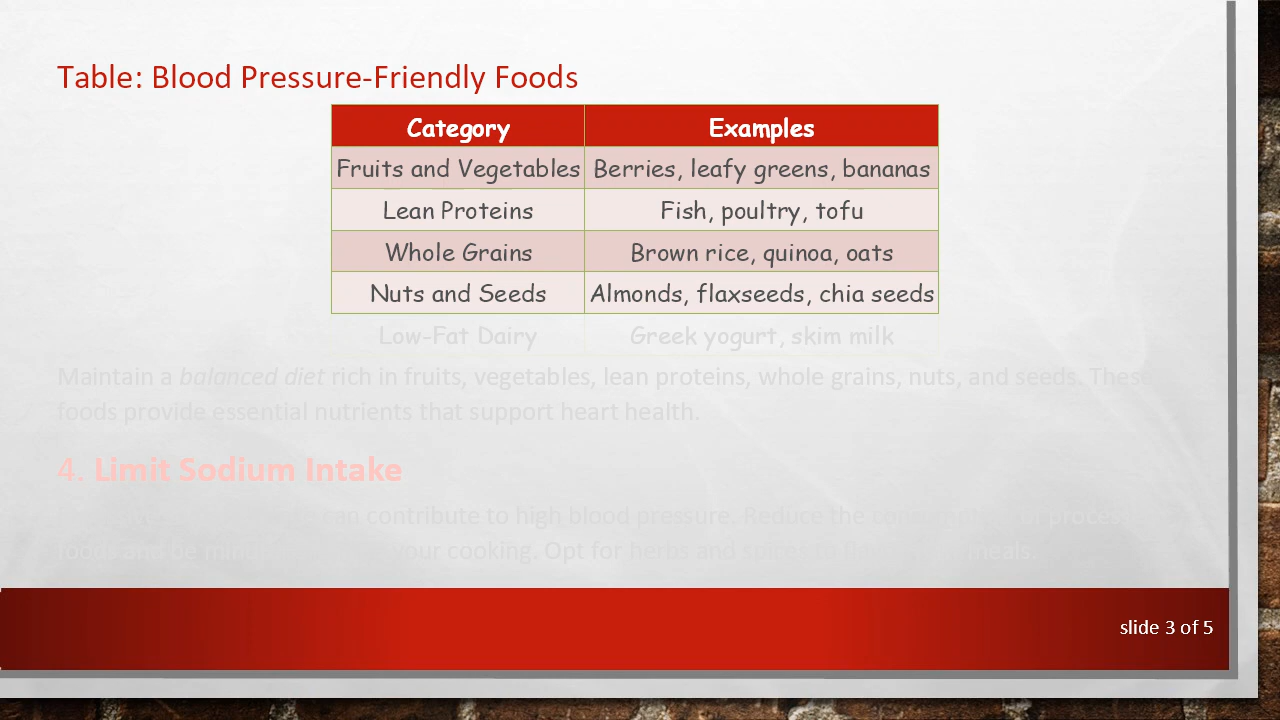 Table: Blood Pressure-Friendly Foods
Category Examples
Fruits and Vegetables Berries, leafy greens, bananas
Lean Proteins Fish, poultry, tofu
Whole Grains Brown rice, quinoa, oats
Nuts and Seeds Almonds, flaxseeds, chia seeds
Low-Fat Dairy Greek yogurt, skim milk
Maintain a balanced diet rich in fruits, vegetables, lean proteins, whole grains, nuts, and seeds. These
foods provide essential nutrients that support heart health.
4. Limit Sodium Intake
can contribute to high blood pressure. Reduce the
your cooking. Opt for herbs and spices meals.
slide 3 of 5